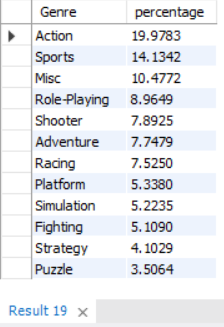 Genre percentage
Action 19.9783
Sports 14.1342
Misc 10.4772
Role-Playing 8.9649
Shooter 7.8925
Adventure 7.7479
Racing 7.5250
Platform 5.3380
Simulation 5.2235
Fighting 5.1090
Strategy 4.1029
Puzzle 3.5064
Result 19 ×